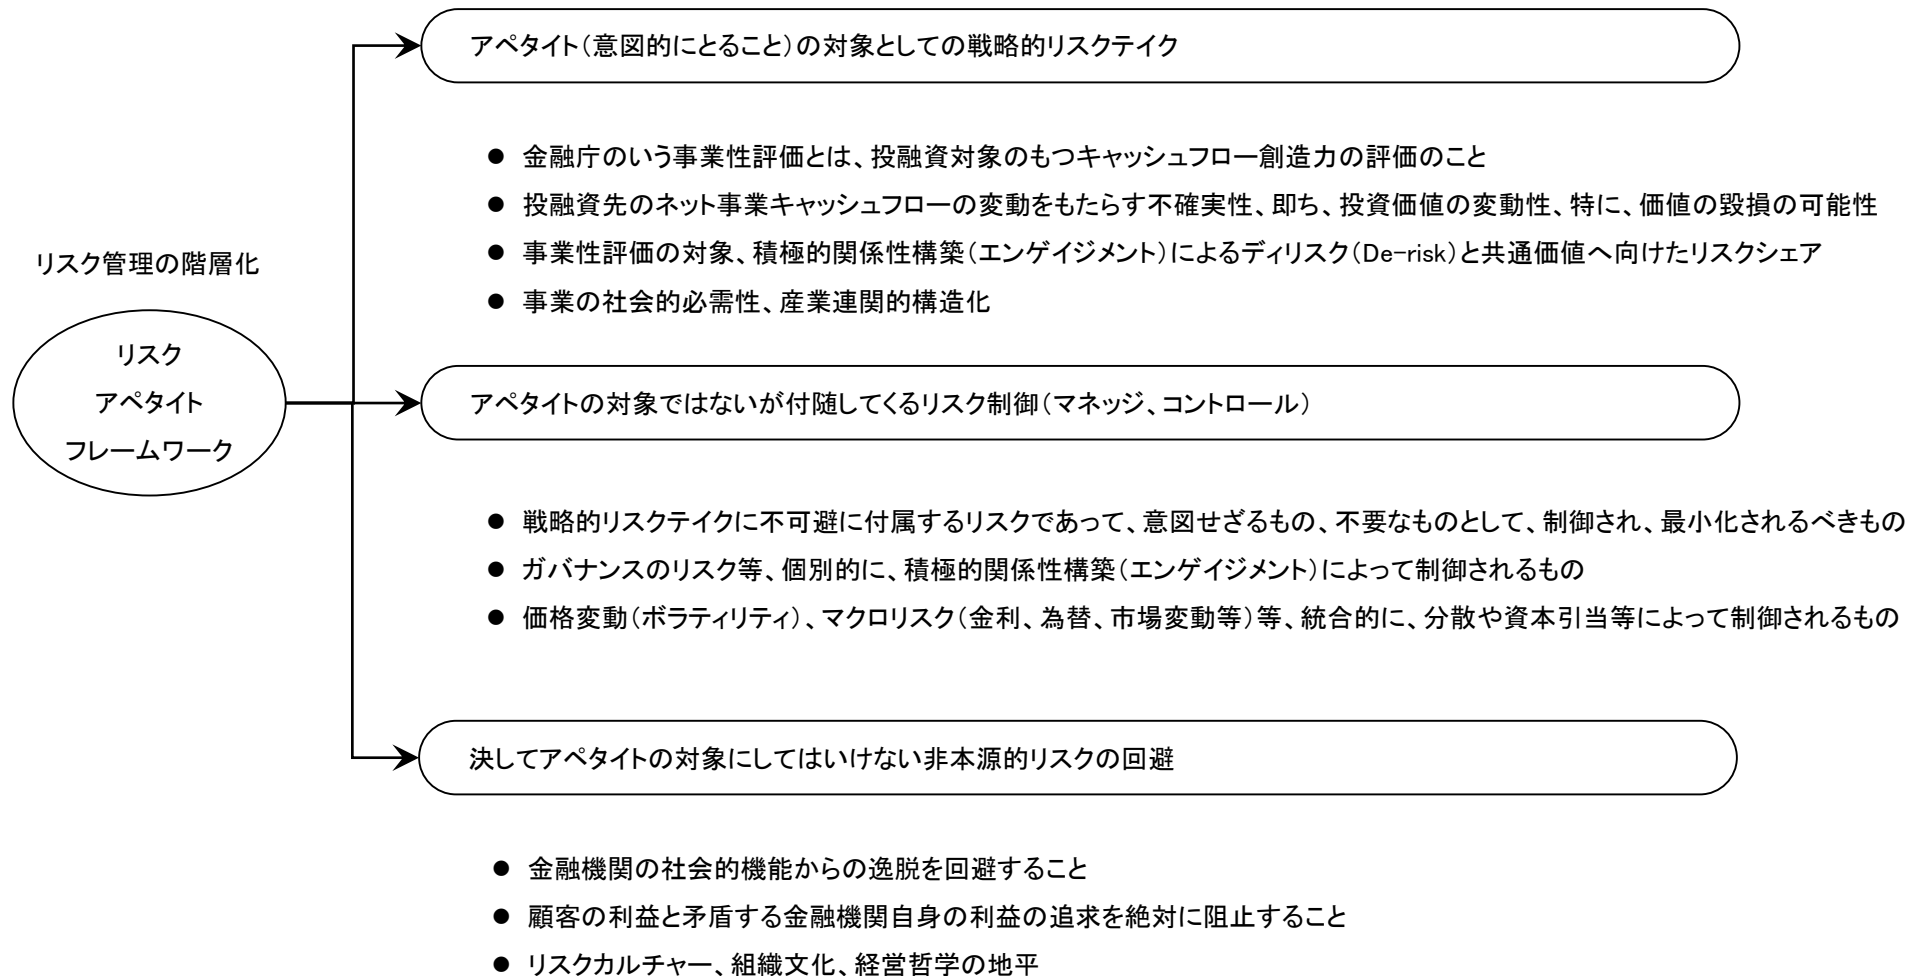 アペタイト（意図的にとること）の対象としての戦略的リスクテイク
● 金融庁のいう事業性評価とは、投融資対象のもつキャッシュフロー創造力の評価のこと
● 投融資先のネット事業キャッシュフローの変動をもたらす不確実性、即ち、投資価値の変動性、特に、価値の毀損の可能性
● 事業性評価の対象、積極的関係性構築（エンゲイジメント）によるディリスク（De-risk）と共通価値へ向けたリスクシェア
● 事業の社会的必需性、産業連関的構造化
リスク管理の階層化
リスク
アペタイト
フレームワーク
アペタイトの対象ではないが付随してくるリスク制御（マネッジ、コントロール）
● 戦略的リスクテイクに不可避に付属するリスクであって、意図せざるもの、不要なものとして、制御され、最小化されるべきもの
● ガバナンスのリスク等、個別的に、積極的関係性構築（エンゲイジメント）によって制御されるもの
● 価格変動（ボラティリティ）、マクロリスク（金利、為替、市場変動等）等、統合的に、分散や資本引当等によって制御されるもの
決してアペタイトの対象にしてはいけない非本源的リスクの回避
● 金融機関の社会的機能からの逸脱を回避すること
● 顧客の利益と矛盾する金融機関自身の利益の追求を絶対に阻止すること
● リスクカルチャー、組織文化、経営哲学の地平